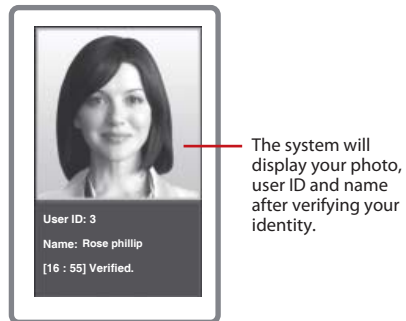 User ID: 3
Name: Rose phillip
[16 : 55] Verified.
The system will
display your photo,
user ID and name
after verifying your
identity.